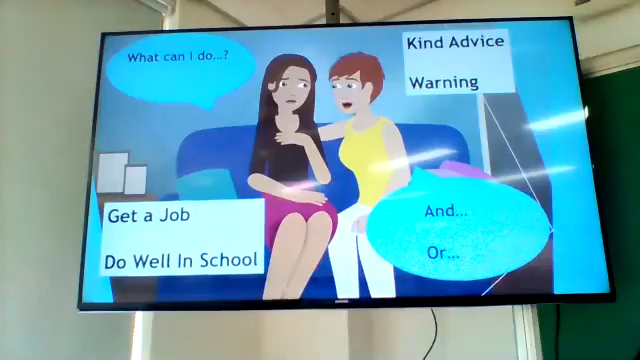 What can I do...?
Kind Advice
Warning
Get a Job
Do Well In School
And...
Or...